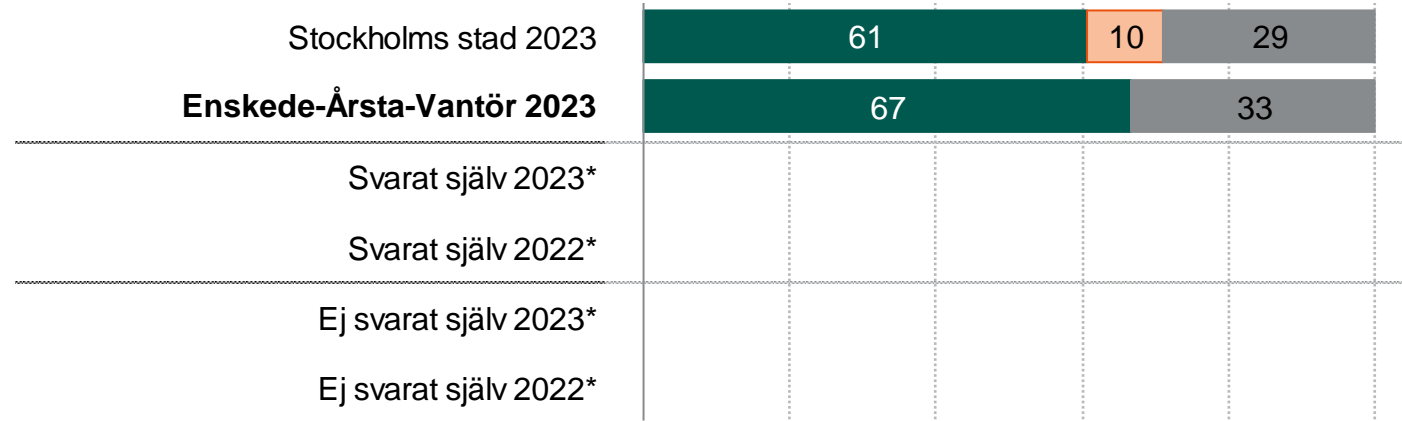 Stockholms stad 2023 61 10 29
Enskede-Årsta-Vantör 2023 67 33
Svarat själv 2023*
Svarat själv 2022*
Ej svarat själv 2023*
Ej svarat själv 2022*